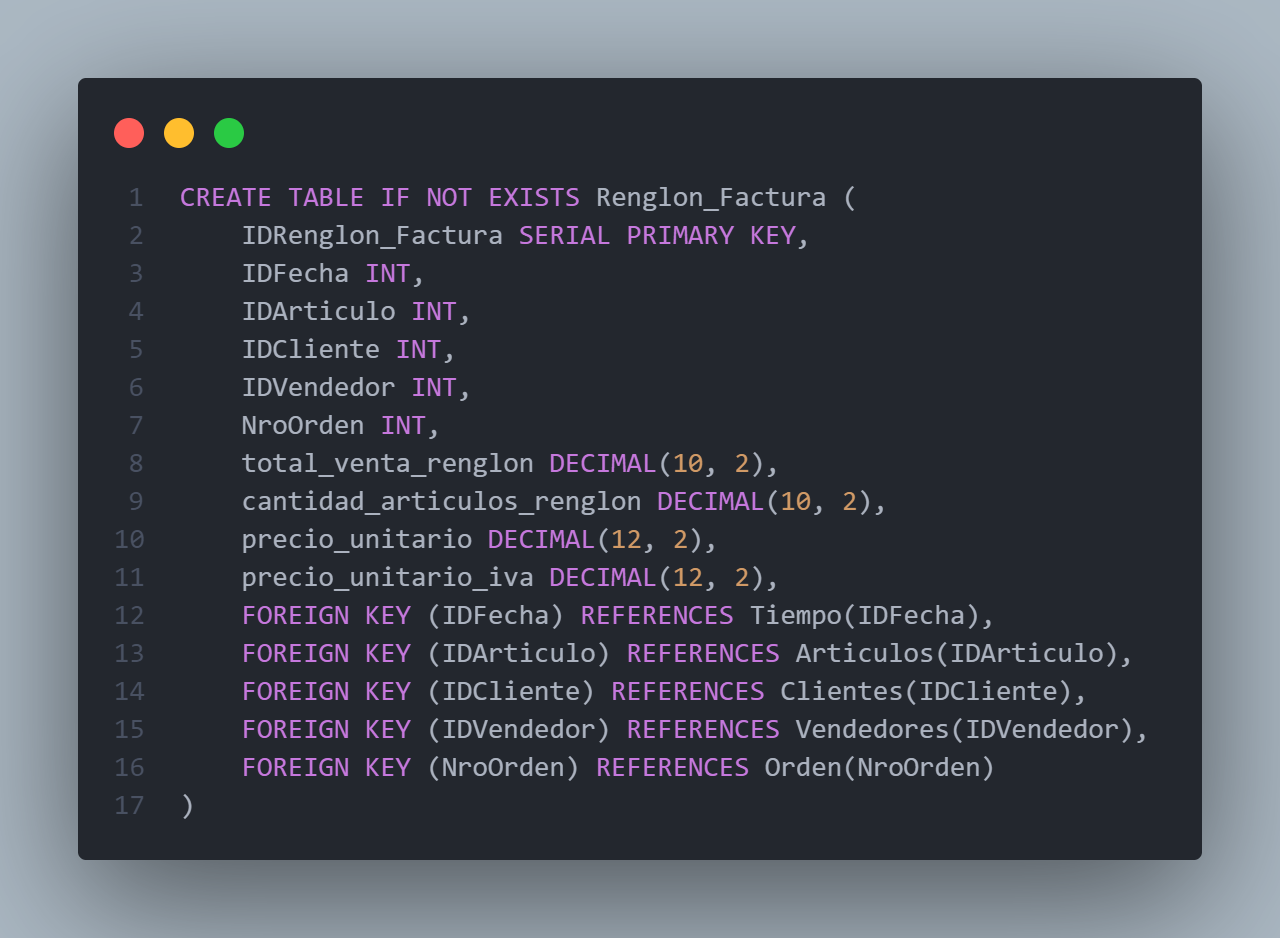 1 CREATE TABLE IF NOT EXISTS Renglon_Factura (
2     IDRenglon_Factura SERIAL PRIMARY KEY,
3     IDFecha INT,
4     IDArticulo INT,
5     IDCliente INT,
6     IDVendedor INT,
7     NroOrden INT,
8     total_venta_renglon DECIMAL(10, 2),
9     cantidad_articulos_renglon DECIMAL(10, 2),
10     precio_unitario DECIMAL(12, 2),
11     precio_unitario_iva DECIMAL(12, 2),
12     FOREIGN KEY (IDFecha) REFERENCES Tiempo(IDFecha),
13     FOREIGN KEY (IDArticulo) REFERENCES Articulos(IDArticulo),
14     FOREIGN KEY (IDCliente) REFERENCES Clientes(IDCliente),
15     FOREIGN KEY (IDVendedor) REFERENCES Vendedores(IDVendedor),
16     FOREIGN KEY (NroOrden) REFERENCES Orden(NroOrden)
17 )